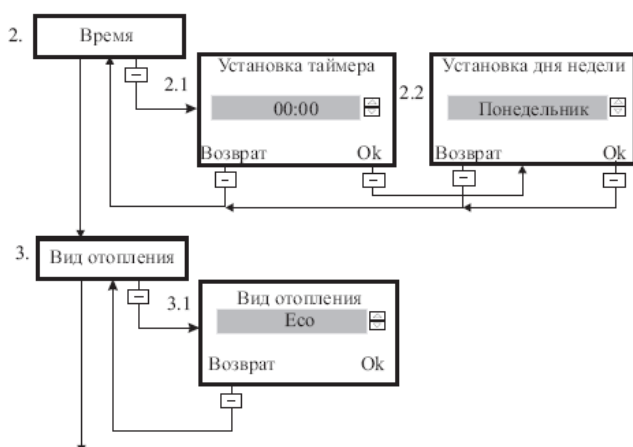 2.
Время
2.1
Установка таймера
00:00
Возврат Ok
2.2
Установка дня недели
Понедельник
Возврат Ok
3.
Вид отопления
3.1
Вид отопления
Eco
Возврат Ok